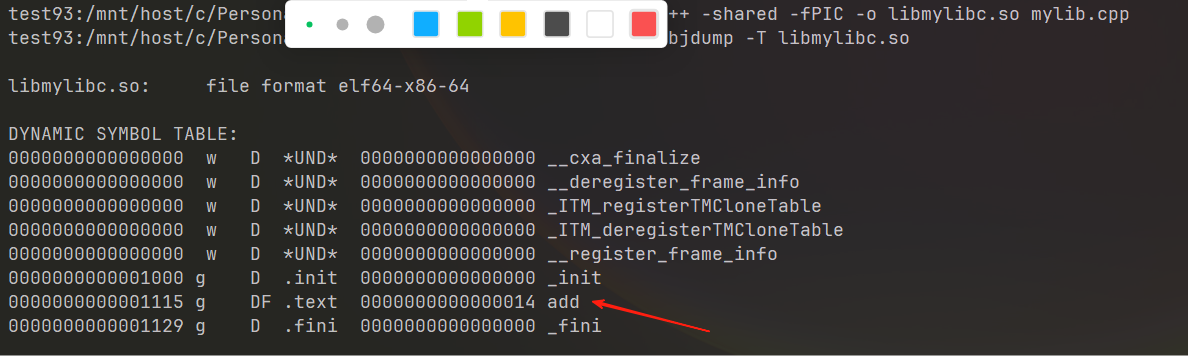 test93:/mnt/host/c/Persona ++ -shared -fPIC -o libmylibc.so mylib.cpp
test93:/mnt/host/c/Persona bjdump -T libmylibc.so
libmylibc.so:     file format elf64-x86-64
DYNAMIC SYMBOL TABLE:
0000000000000000  w   D  *UND*  0000000000000000 __cxa_finalize
0000000000000000  w   D  *UND*  0000000000000000 __deregister_frame_info
0000000000000000  w   D  *UND*  0000000000000000 _ITM_registerTMCloneTable
0000000000000000  w   D  *UND*  0000000000000000 _ITM_deregisterTMCloneTable
0000000000000000  w   D  *UND*  0000000000000000 __register_frame_info
0000000000001000 g    D  .init  0000000000000000 _init
0000000000001115 g    DF .text  0000000000000014 add
0000000000001129 g    D  .fini  0000000000000000 _fini